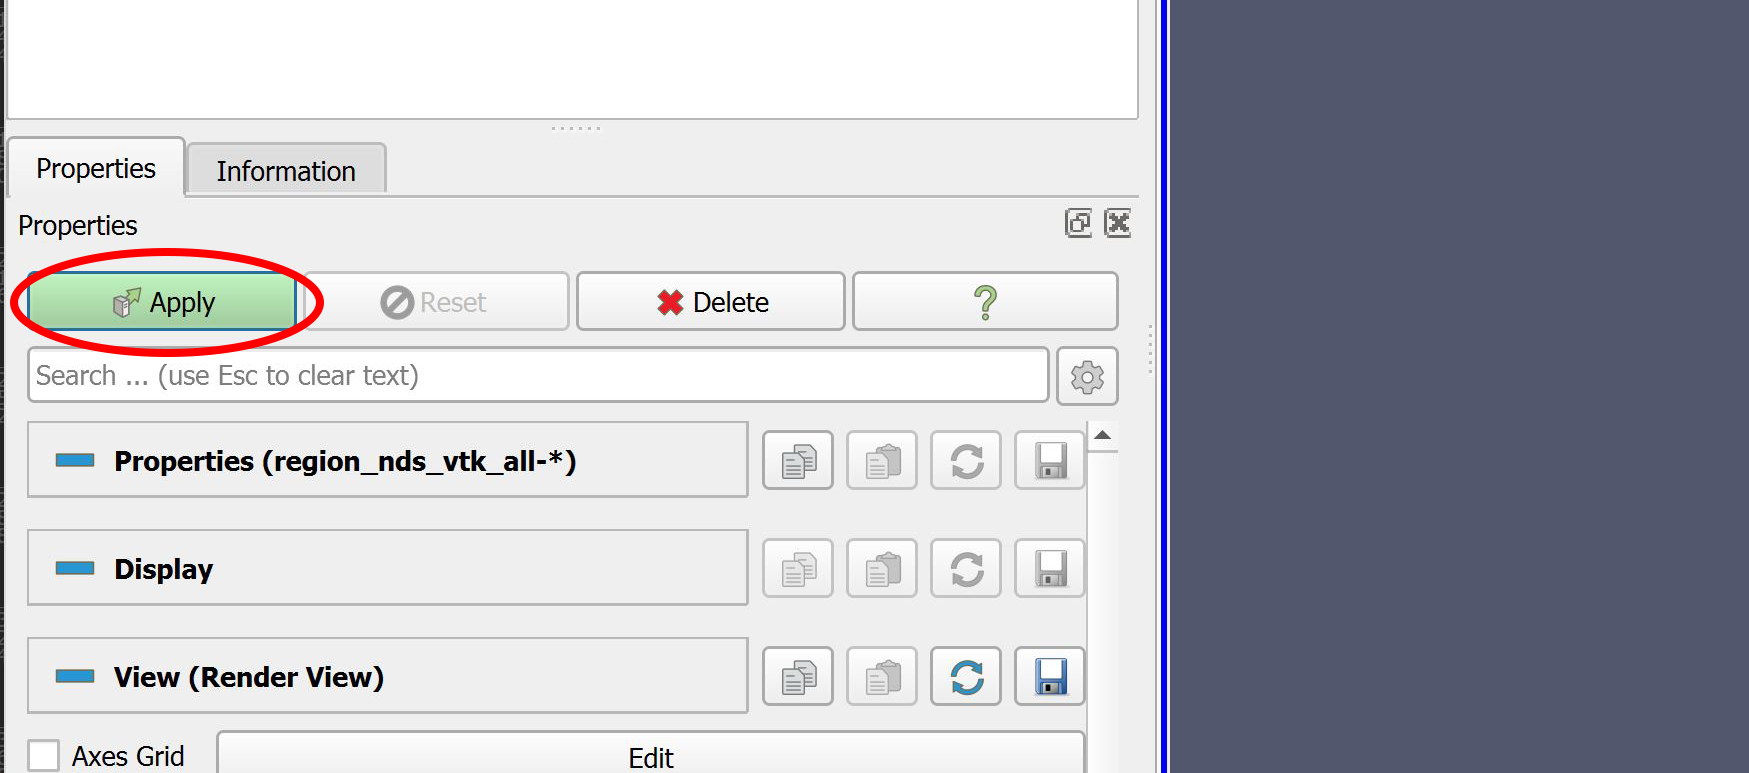 Properties
Information
Properties
Apply
Reset
Delete
?
Search ... (use Esc to clear text)
Properties (region_nds_vtk_all-*)
Display
View (Render View)
Axes Grid
Edit